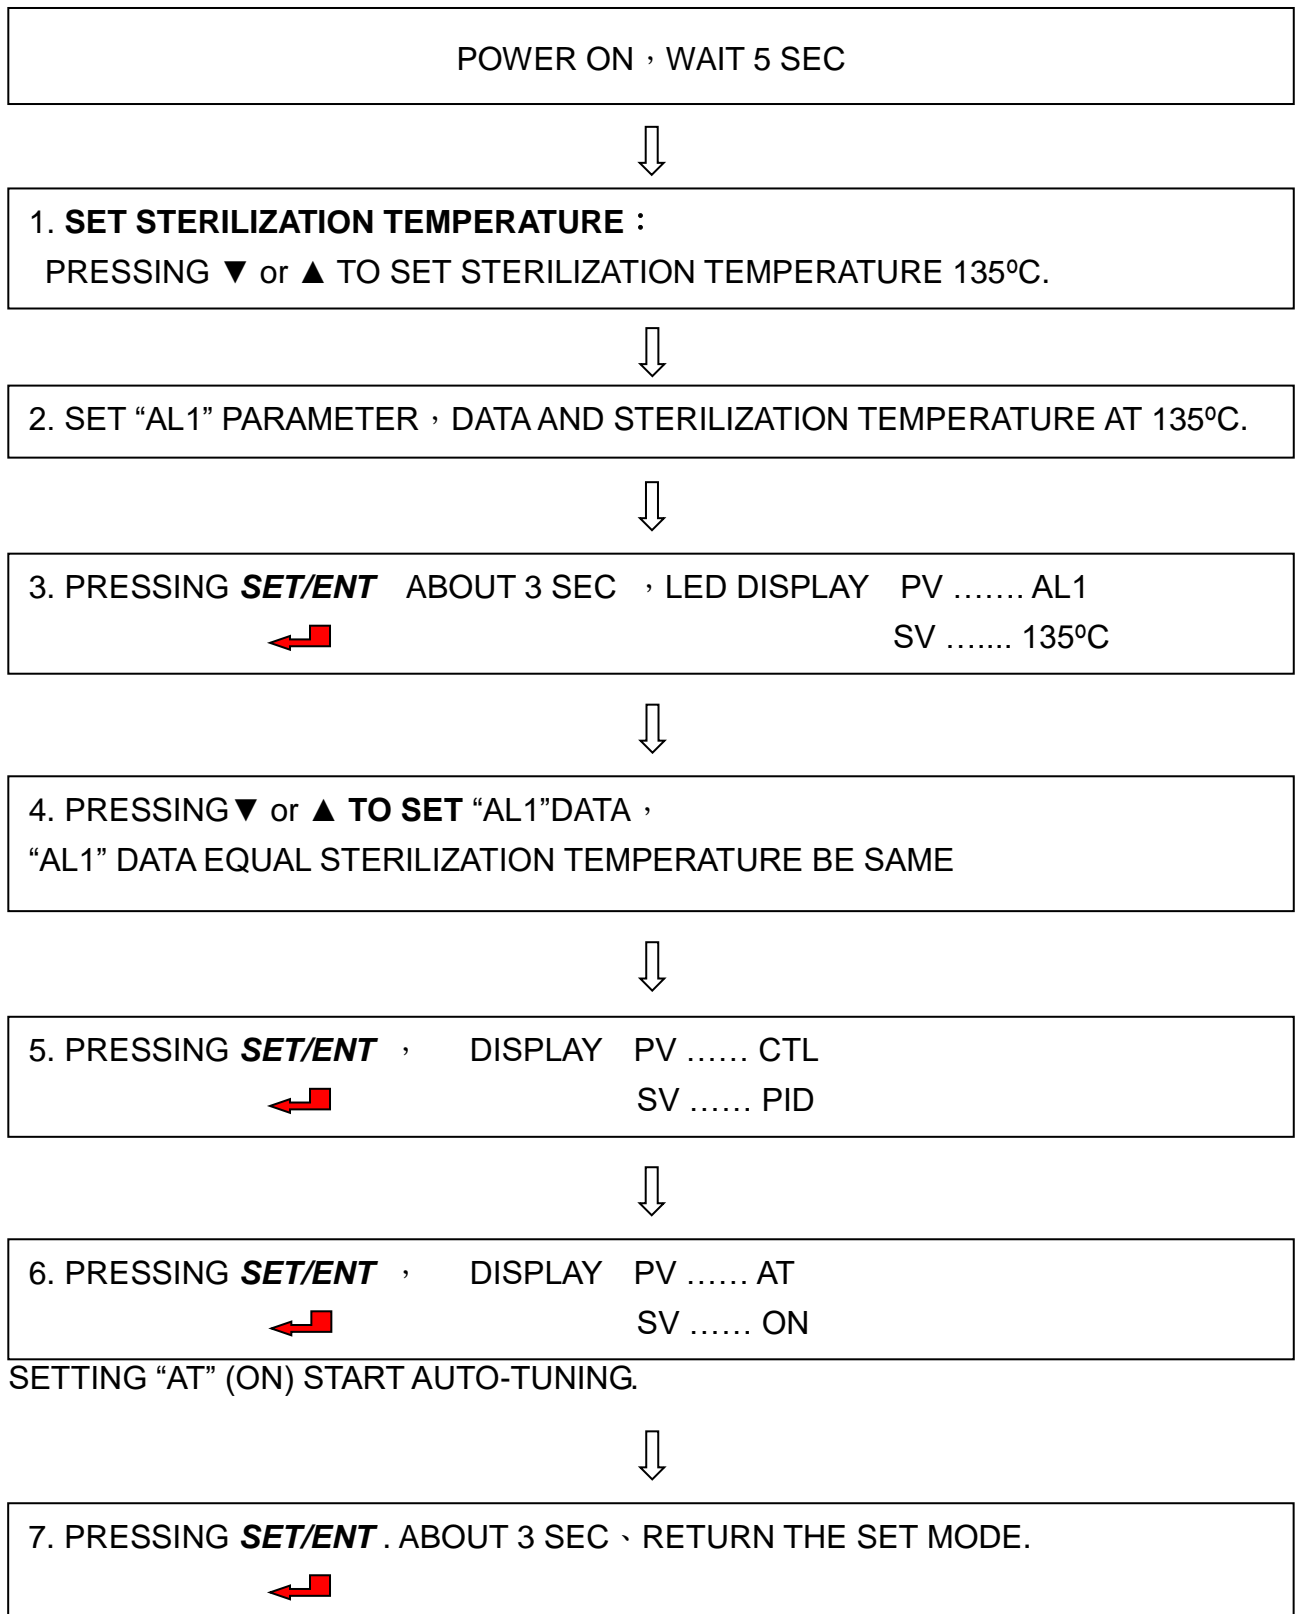 POWER ON，WAIT 5 SEC
1. SET STERILIZATION TEMPERATURE：
PRESSING ▼ or ▲ TO SET STERILIZATION TEMPERATURE 135ºC.
2. SET “AL1” PARAMETER，DATA AND STERILIZATION TEMPERATURE AT 135ºC.
3. PRESSING SET/ENT ABOUT 3 SEC ，LED DISPLAY PV ……. AL1
SV ….... 135ºC
4. PRESSING▼ or ▲ TO SET “AL1”DATA，
“AL1” DATA EQUAL STERILIZATION TEMPERATURE BE SAME
5. PRESSING SET/ENT ， DISPLAY PV …… CTL
SV …… PID
6. PRESSING SET/ENT ， DISPLAY PV …… AT
SV …… ON
SETTING “AT” (ON) START AUTO-TUNING.
7. PRESSING SET/ENT . ABOUT 3 SEC、RETURN THE SET MODE.